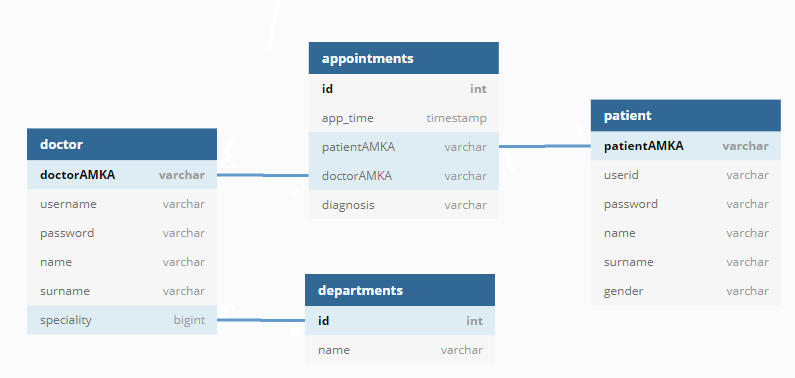 doctor
doctorAMKA varchar
username varchar
password varchar
name varchar
surname varchar
speciality bigint
appointments
id int
app_time timestamp
patientAMKA varchar
doctorAMKA varchar
diagnosis varchar
departments
id int
name varchar
patient
patientAMKA varchar
userid varchar
password varchar
name varchar
surname varchar
gender varchar